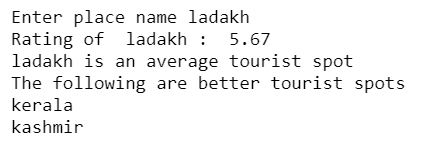 Enter place name ladakh
Rating of  ladakh :  5.67
ladakh is an average tourist spot
The following are better tourist spots
kerala
kashmir